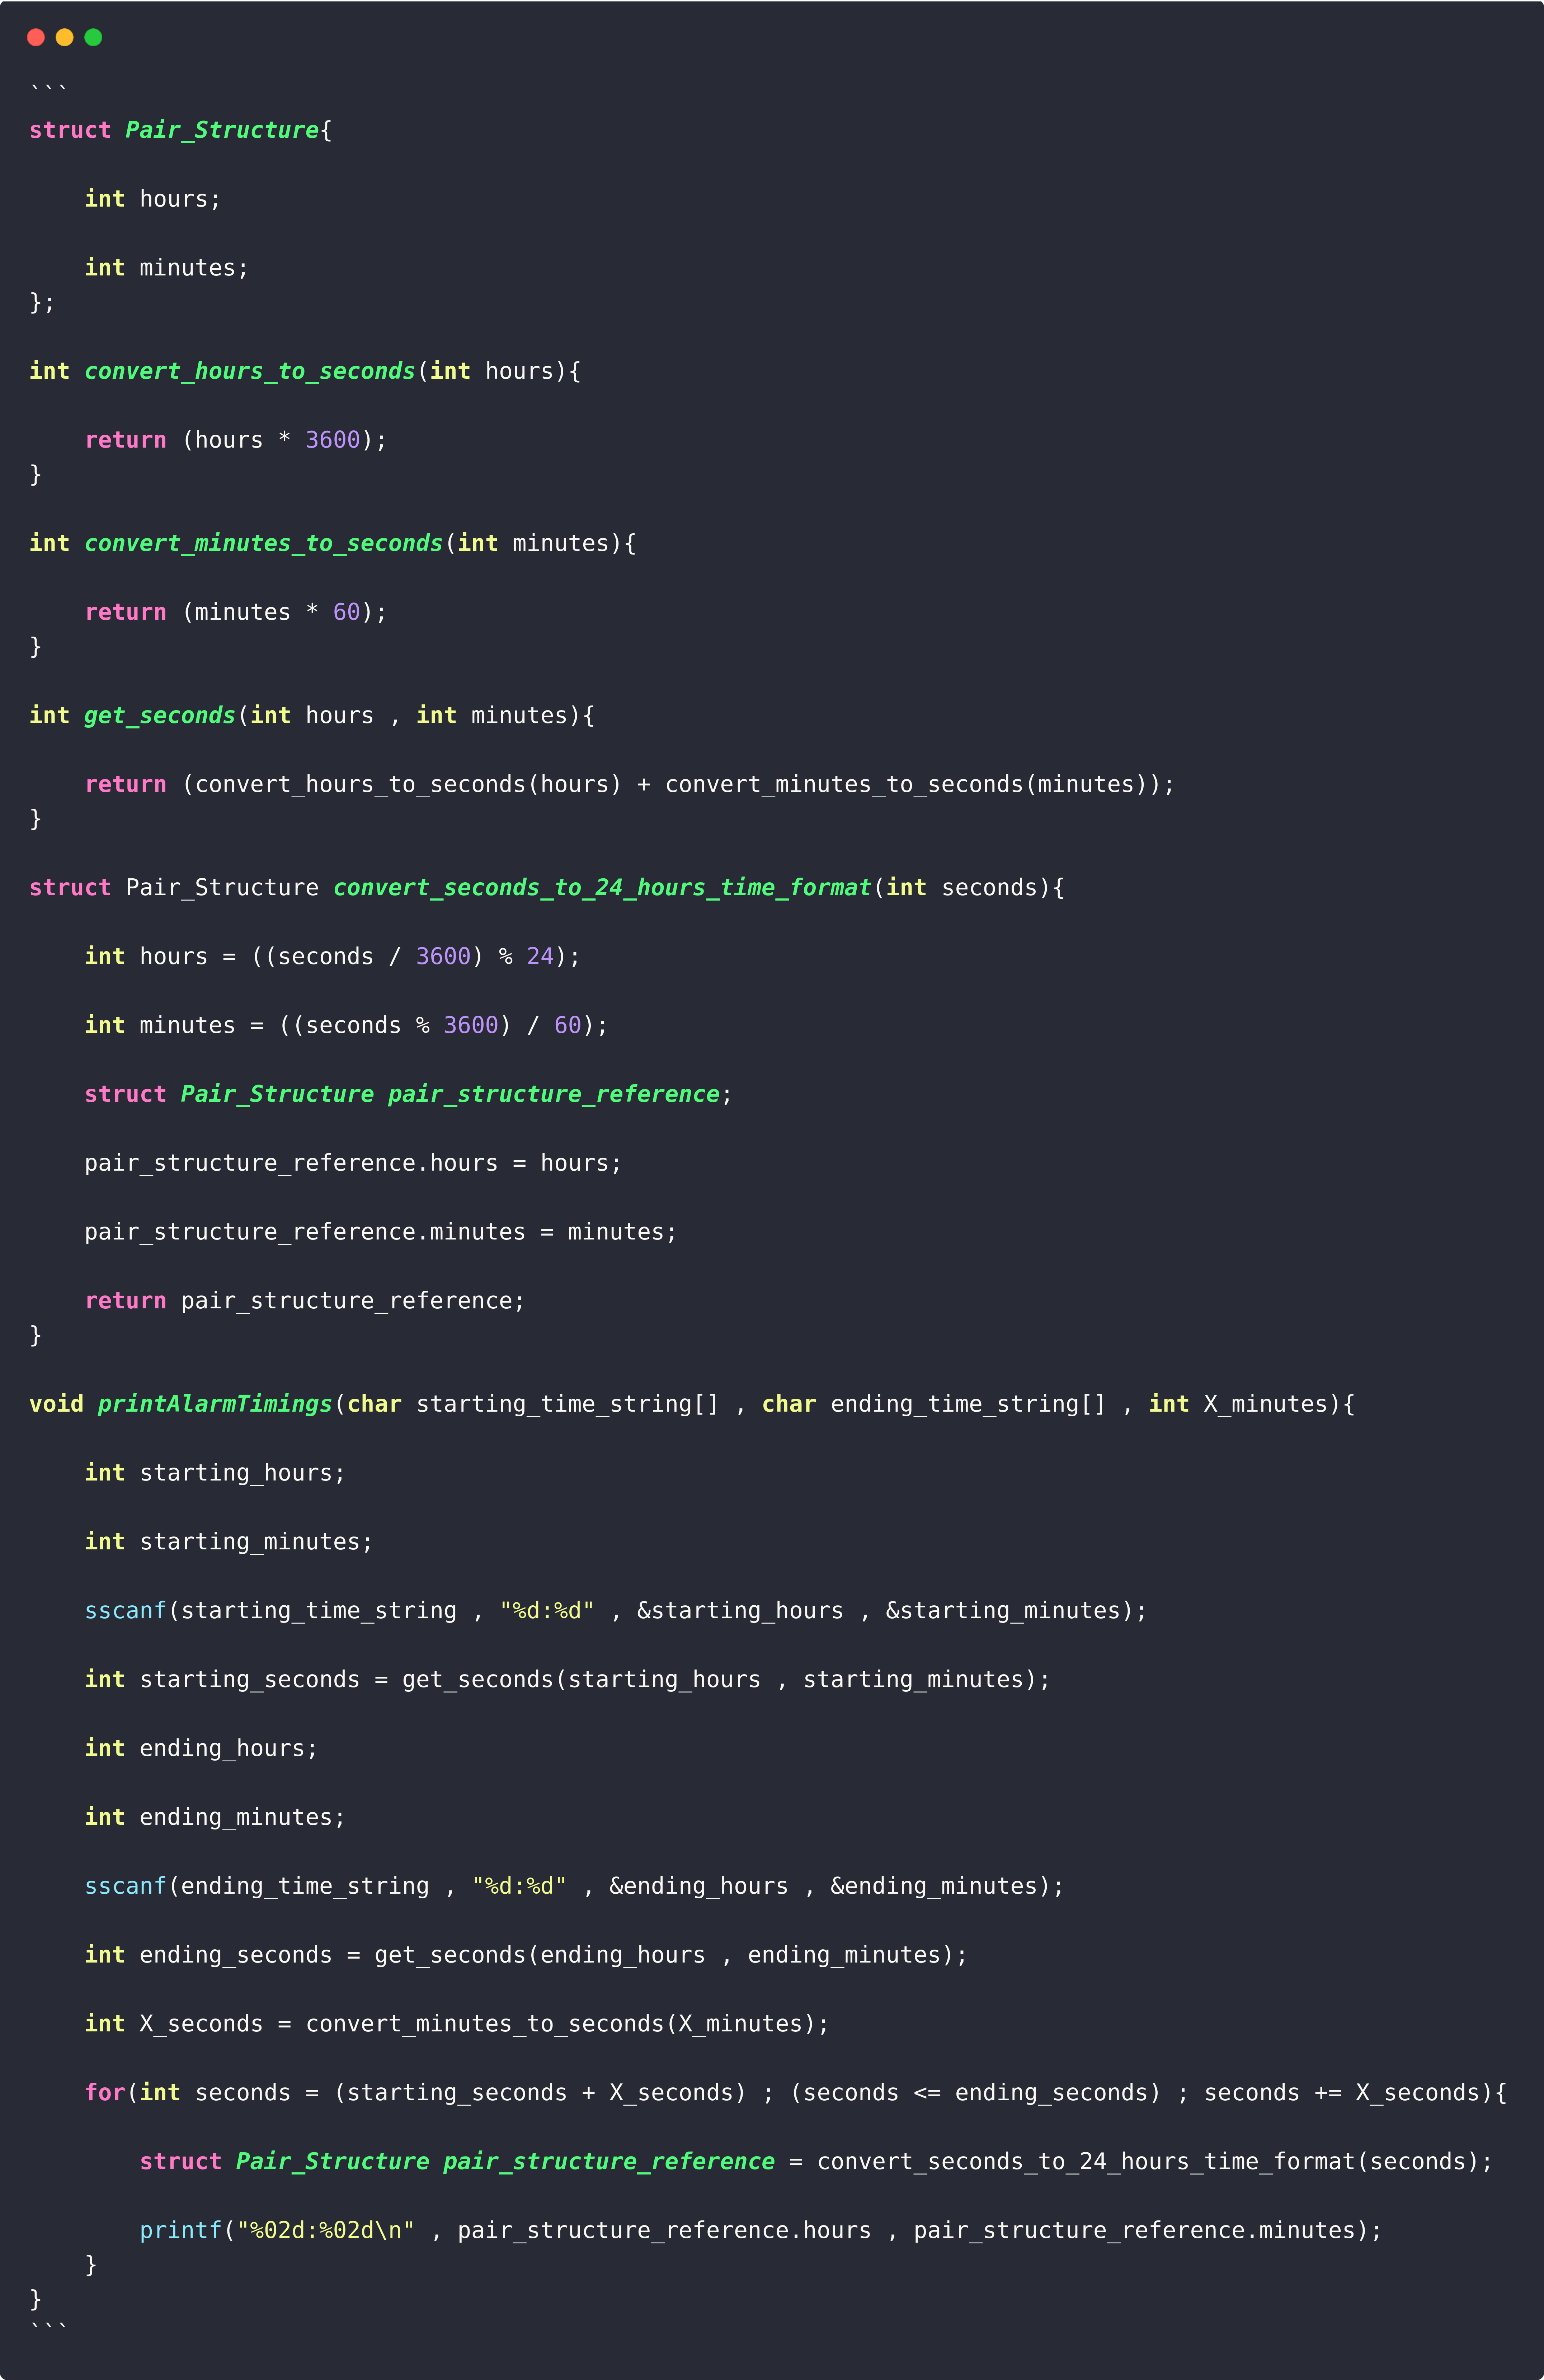 ```
struct Pair_Structure{
    int hours;
    int minutes;
};
int convert_hours_to_seconds(int hours){
    return (hours * 3600);
}
int convert_minutes_to_seconds(int minutes){
    return (minutes * 60);
}
int get_seconds(int hours , int minutes){
    return (convert_hours_to_seconds(hours) + convert_minutes_to_seconds(minutes));
}
struct Pair_Structure convert_seconds_to_24_hours_time_format(int seconds){
    int hours = ((seconds / 3600) % 24);
    int minutes = ((seconds % 3600) / 60);
    struct Pair_Structure pair_structure_reference;
    pair_structure_reference.hours = hours;
    pair_structure_reference.minutes = minutes;
    return pair_structure_reference;
}
void printAlarmTimings(char starting_time_string[] , char ending_time_string[] , int X_minutes){
    int starting_hours;
    int starting_minutes;
    sscanf(starting_time_string , "%d:%d" , &starting_hours , &starting_minutes);
    int starting_seconds = get_seconds(starting_hours , starting_minutes);
    int ending_hours;
    int ending_minutes;
    sscanf(ending_time_string , "%d:%d" , &ending_hours , &ending_minutes);
    int ending_seconds = get_seconds(ending_hours , ending_minutes);
    int X_seconds = convert_minutes_to_seconds(X_minutes);
    for(int seconds = (starting_seconds + X_seconds) ; (seconds <= ending_seconds) ; seconds += X_seconds){
        struct Pair_Structure pair_structure_reference = convert_seconds_to_24_hours_time_format(seconds);
        printf("%02d:%02d\n" , pair_structure_reference.hours , pair_structure_reference.minutes);
    }
}
```